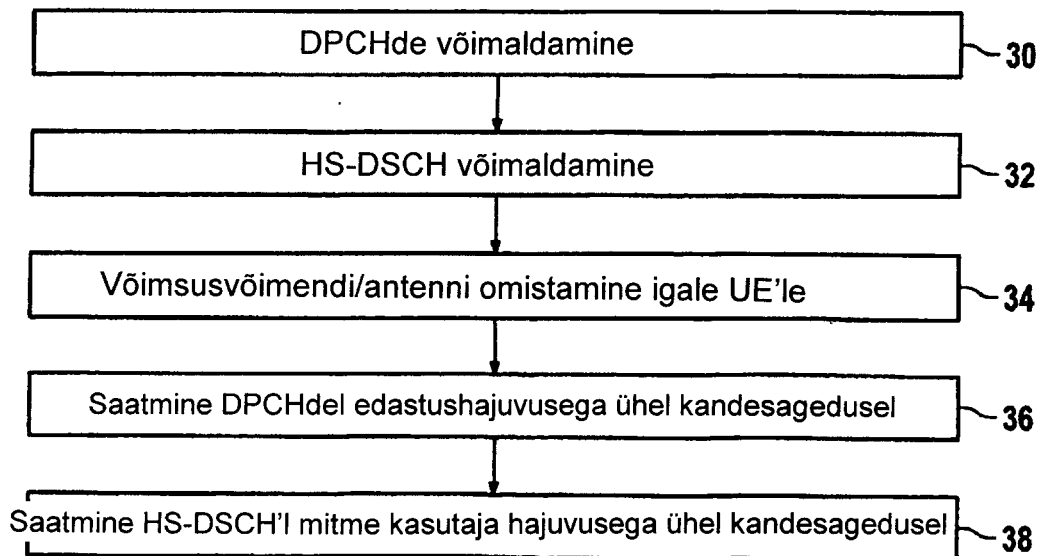 DPCHde võimaldamine
30
HS-DSCH võimaldamine
32
Võimsusvõimendi/antenni omistamine igale UE'le
34
Saatmine DPCHdel edastushajuvusega ühel kandesagedusel
36
Saatmine HS-DSCH'l mitme kasutaja hajuvusega ühel kandesagedusel
38